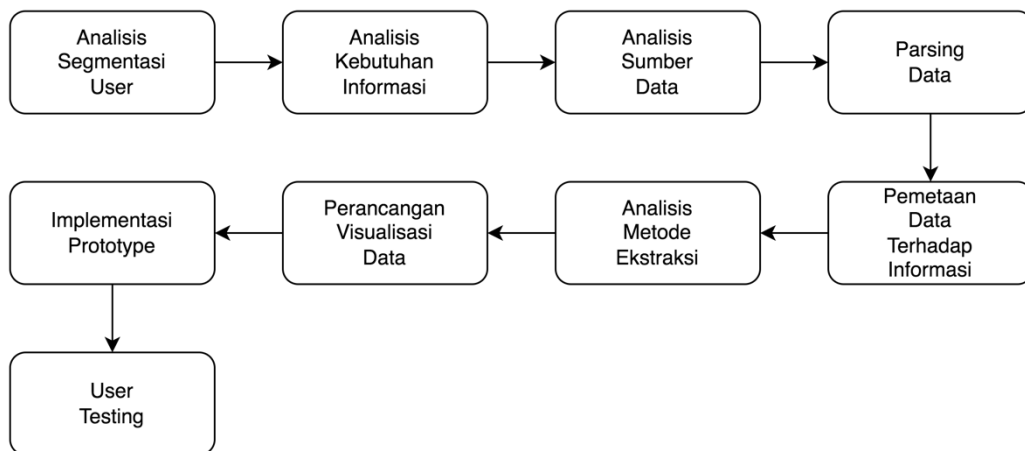 Analisis
Segmentasi
User
Analisis
Kebutuhan
Informasi
Analisis
Sumber
Data
Parsing
Data
Pemetaan
Data
Terhadap
Informasi
Analisis
Metode
Ekstraksi
Perancangan
Visualisasi
Data
Implementasi
Prototype
User
Testing